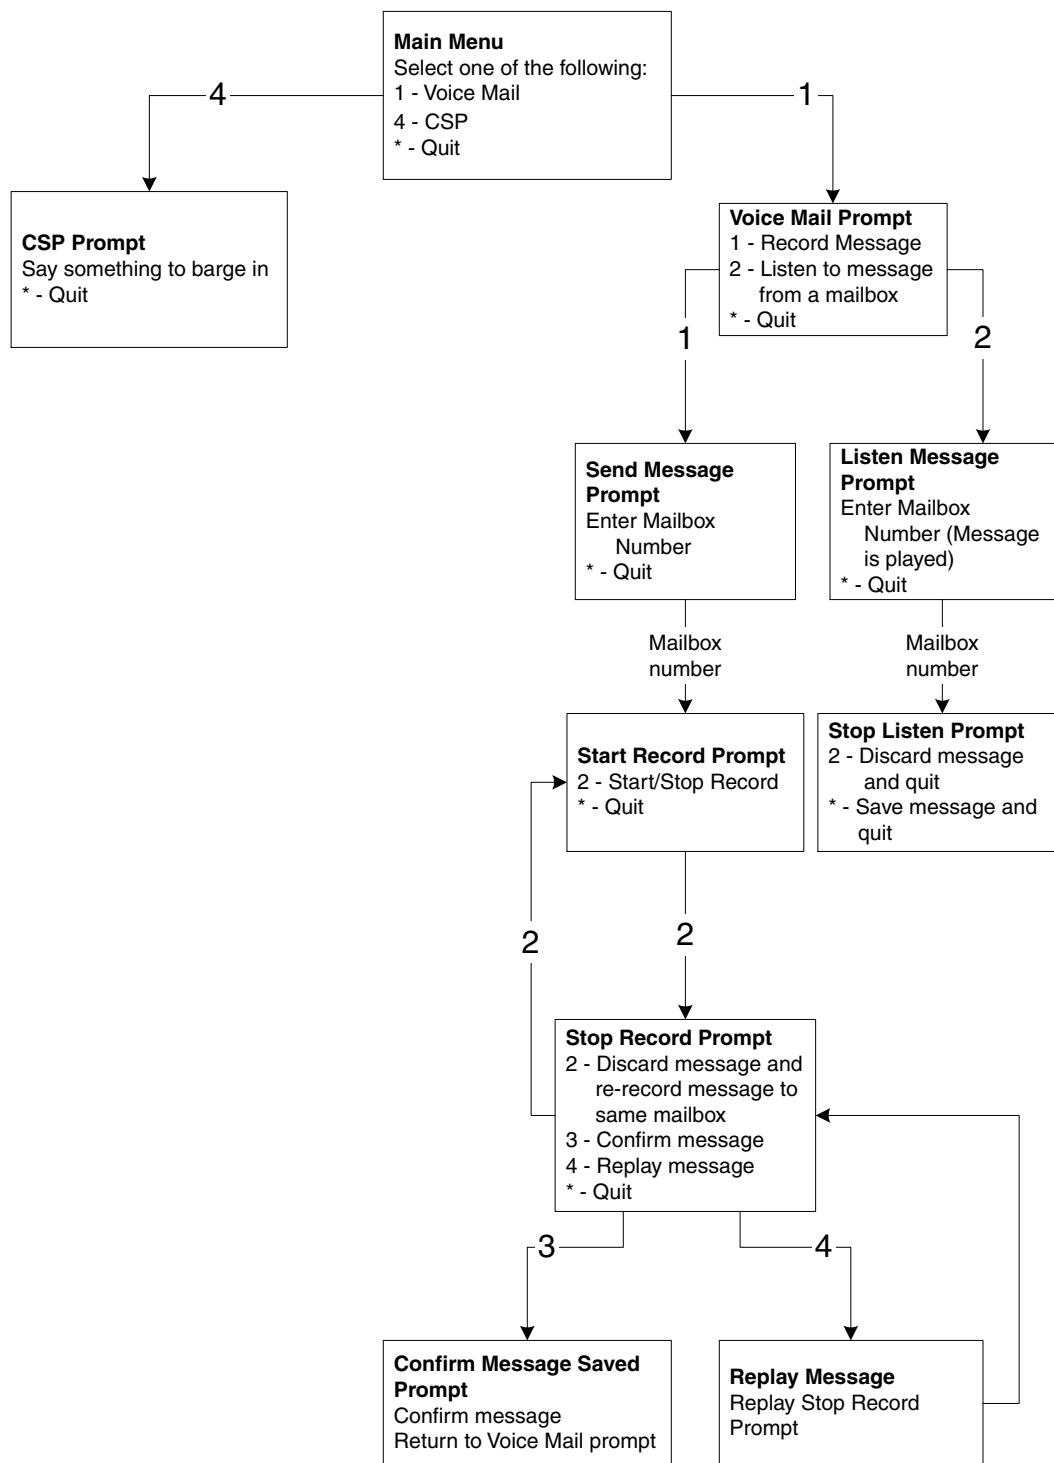 Main Menu
Select one of the following:
1 - Voice Mail
4 - CSP
* - Quit
4
1
CSP Prompt
Say something to barge in
* - Quit
Voice Mail Prompt
1 - Record Message
2 - Listen to message
from a mailbox
* - Quit
1
2
Send Message
Prompt
Enter Mailbox
Number
* - Quit
Listen Message
Prompt
Enter Mailbox
Number (Message
is played)
* - Quit
Mailbox
number
Mailbox
number
Start Record Prompt
2 - Start/Stop Record
* - Quit
Stop Listen Prompt
2 - Discard message
and quit
* - Save message and
quit
2
2
Stop Record Prompt
2 - Discard message and
re-record message to
same mailbox
3 - Confirm message
4 - Replay message
* - Quit
3
4
Confirm Message Saved
Prompt
Confirm message
Return to Voice Mail prompt
Replay Message
Replay Stop Record
Prompt